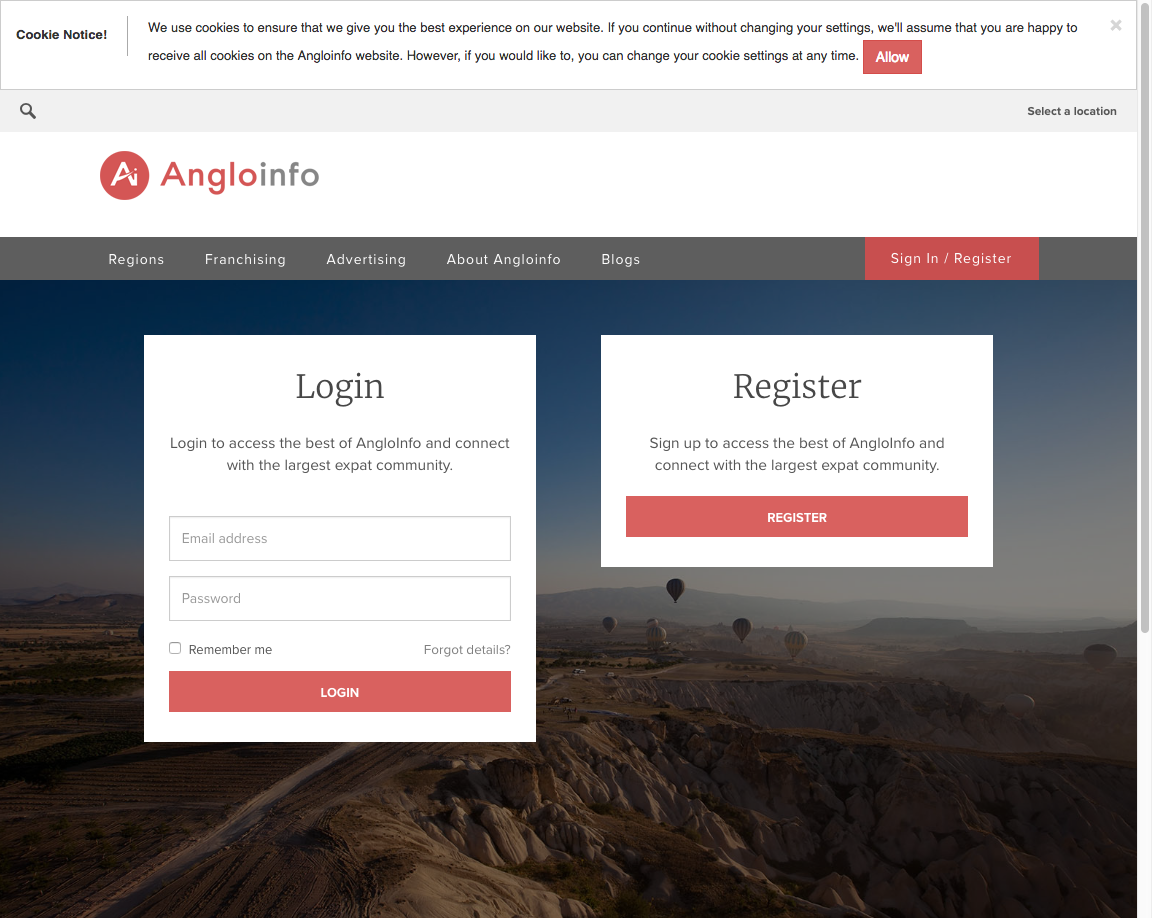 Cookie Notice!
We use cookies to ensure that we give you the best experience on our website. If you continue without changing your settings, we'll assume that you are happy to
receive all cookies on the Angloinfo website. However, if you would like to, you can change your cookie settings at any time. Allow
×
Select a location
Ai Angloinfo
Regions Franchising Advertising About Angloinfo Blogs Sign In / Register
Login
Login to access the best of AngloInfo and connect
with the largest expat community.
Email address
Password
Remember me Forgot details?
LOGIN
Register
Sign up to access the best of AngloInfo and
connect with the largest expat community.
REGISTER